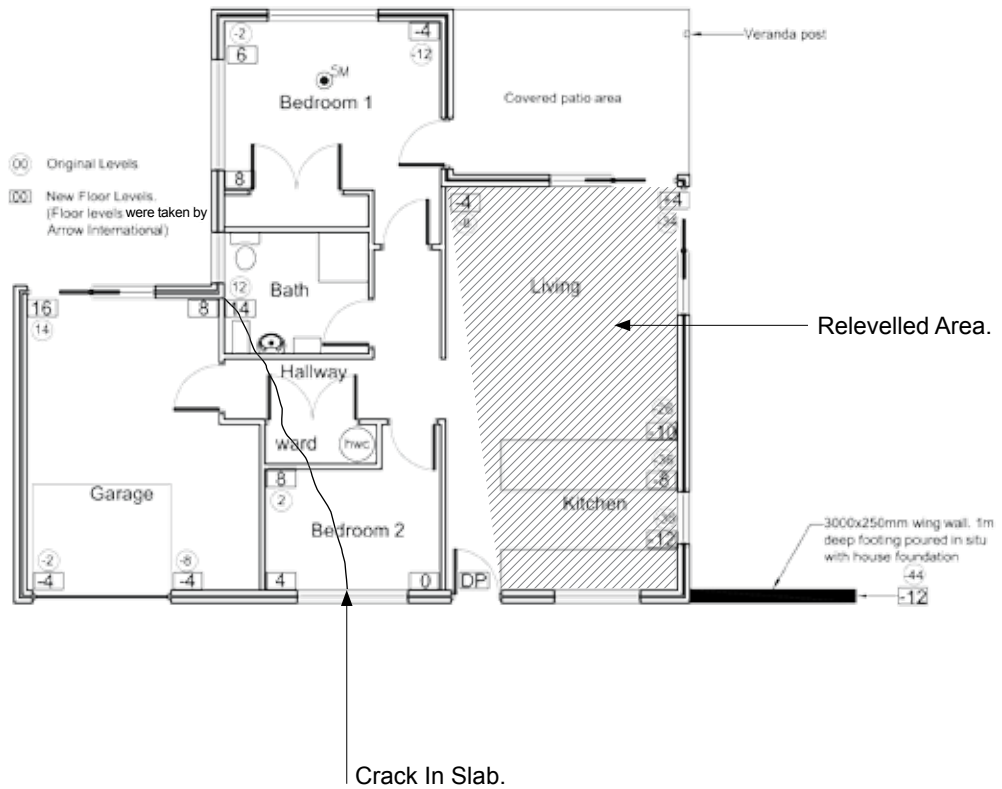 -2
-4
6
-12
SM
Bedroom 1
Veranda post
Covered patio area
00 Original Levels
00 New Floor Levels.
(Floor levels were taken by
Arrow International)
8
-4
-8
+4
-34
12
Bath
Living
16
8
14
14
Relevelled Area.
Hallway
-26
-10
ward
hwc
-36
-8
8
2
Garage
Kitchen
Bedroom 2
-12
3000x250mm wing wall. 1m
deep footing poured in situ
with house foundation
-2
-8
-44
-4
-4
4
0
DP
-12
Crack In Slab.